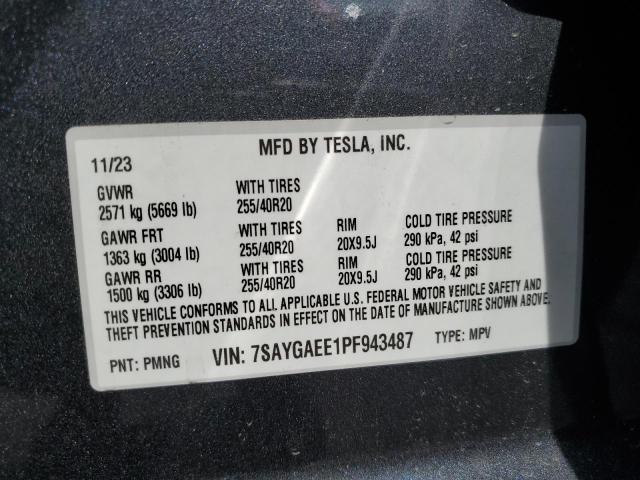 MFD BY TESLA, INC.
11/23
GVWR WITH TIRES
2571 kg (5669 lb) 255/40R20
GAWR FRT WITH TIRES RIM COLD TIRE PRESSURE
1363 kg (3004 lb) 255/40R20 20X9.5J 290 kPa, 42 psi
GAWR RR WITH TIRES RIM COLD TIRE PRESSURE
1500 kg (3306 lb) 255/40R20 20X9.5J 290 kPa, 42 psi
THIS VEHICLE CONFORMS TO ALL APPLICABLE U.S. FEDERAL MOTOR VEHICLE SAFETY AND
THEFT PREVENTION STANDARDS IN EFFECT ON THE DATE OF MANUFACTURE SHOWN ABOVE.
PNT: PMNG VIN: 7SAYGAEE1PF943487 TYPE: MPV